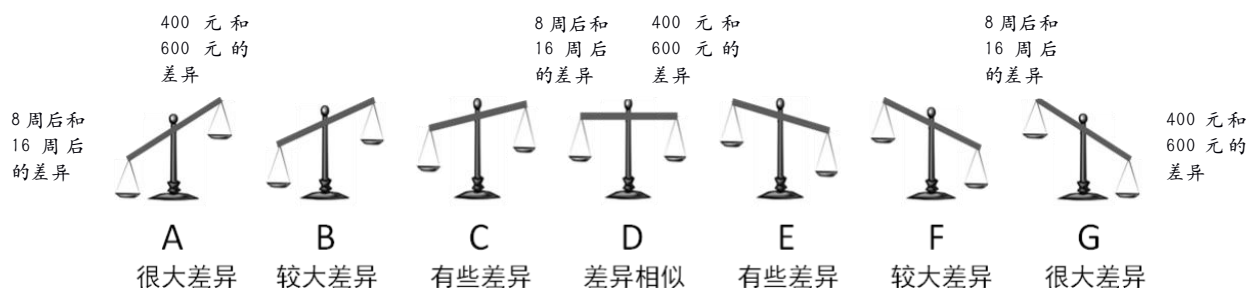 400 元 和
600 元 的
差异
8 周后和
16 周 后
的差异
400 元 和
600 元 的
差异
8 周后和
16 周 后
的差异
8 周后和
16 周 后
的差异
400 元 和
600 元 的
差异
A B C D E F G
很大差异 较大差异 有些差异 差异相似 有些差异 较大差异 很大差异